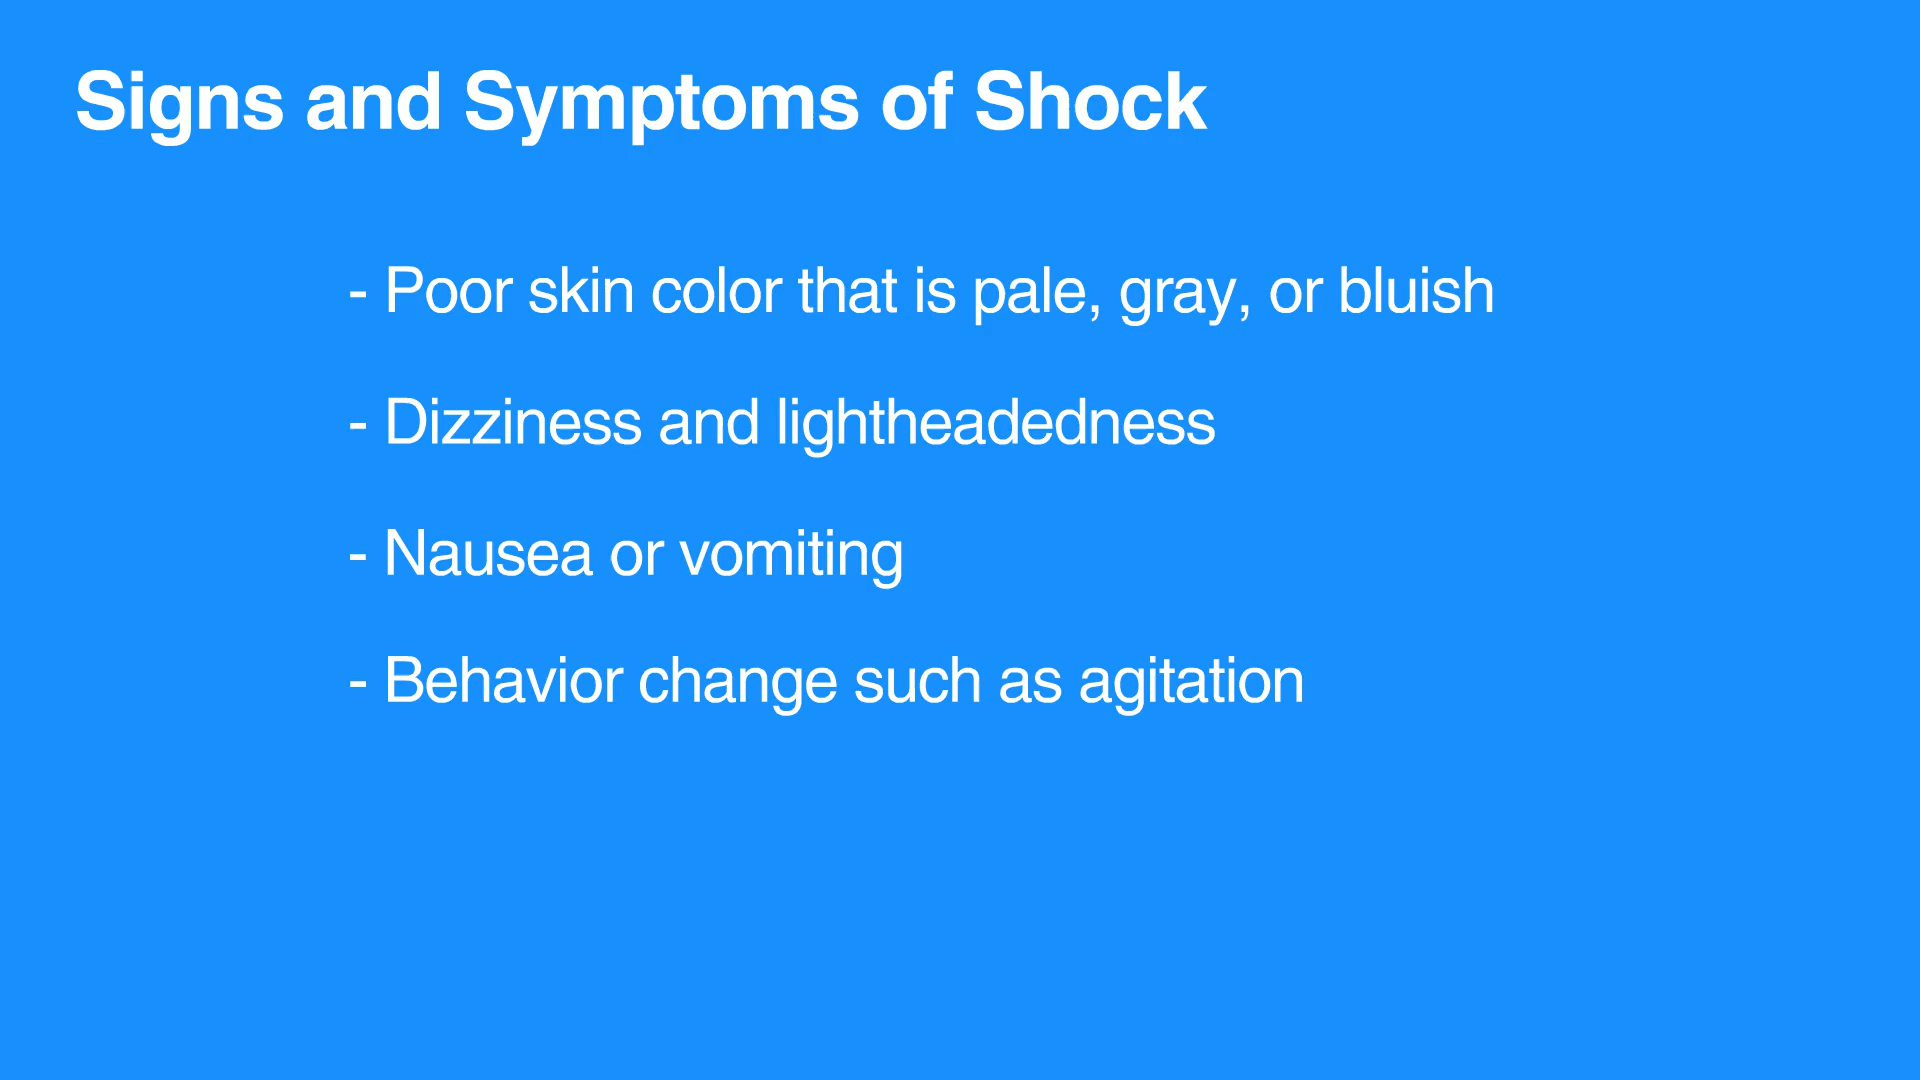 Signs and Symptoms of Shock
- Poor skin color that is pale, gray, or bluish
- Dizziness and lightheadedness
- Nausea or vomiting
- Behavior change such as agitation